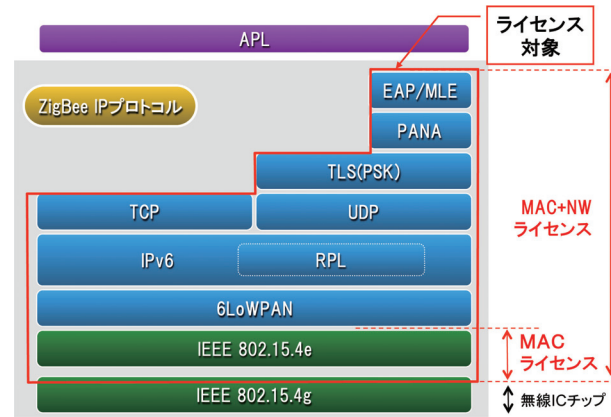 APL
ライセンス
対象
ZigBee IPプロトコル
EAP/MLE
PANA
TLS(PSK)
TCP
UDP
IPv6
RPL
6LoWPAN
IEEE 802.15.4e
IEEE 802.15.4g
MAC+NW
ライセンス
MAC
ライセンス
無線ICチップ